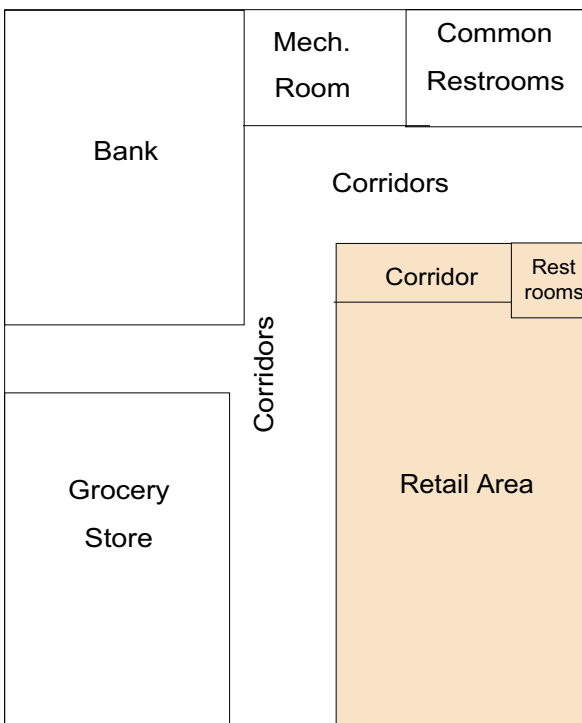 Mech.
Room
Common
Restrooms
Bank
Corridors
Corridor
Rest
rooms
Corridors
Grocery
Store
Retail Area